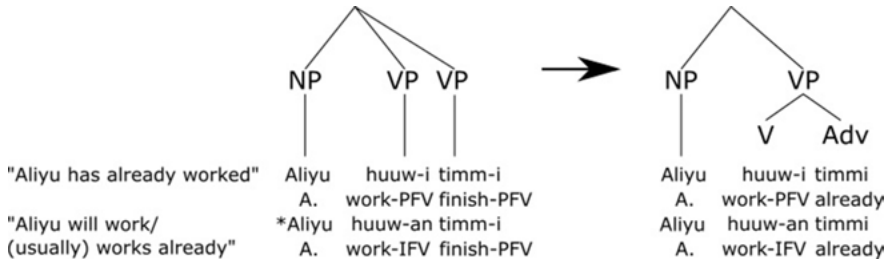 NP VP VP NP VP
V Adv
"Aliyu has already worked" Aliyu huuw-i timm-i Aliyu huuw-i timmi
A. work-PFV finish-PFV A. work-PFV already
"Aliyu will work/ *Aliyu huuw-an timm-i Aliyu huuw-an timmi
(usually) works already" A. work-IFV finish-PFV A. work-IFV already